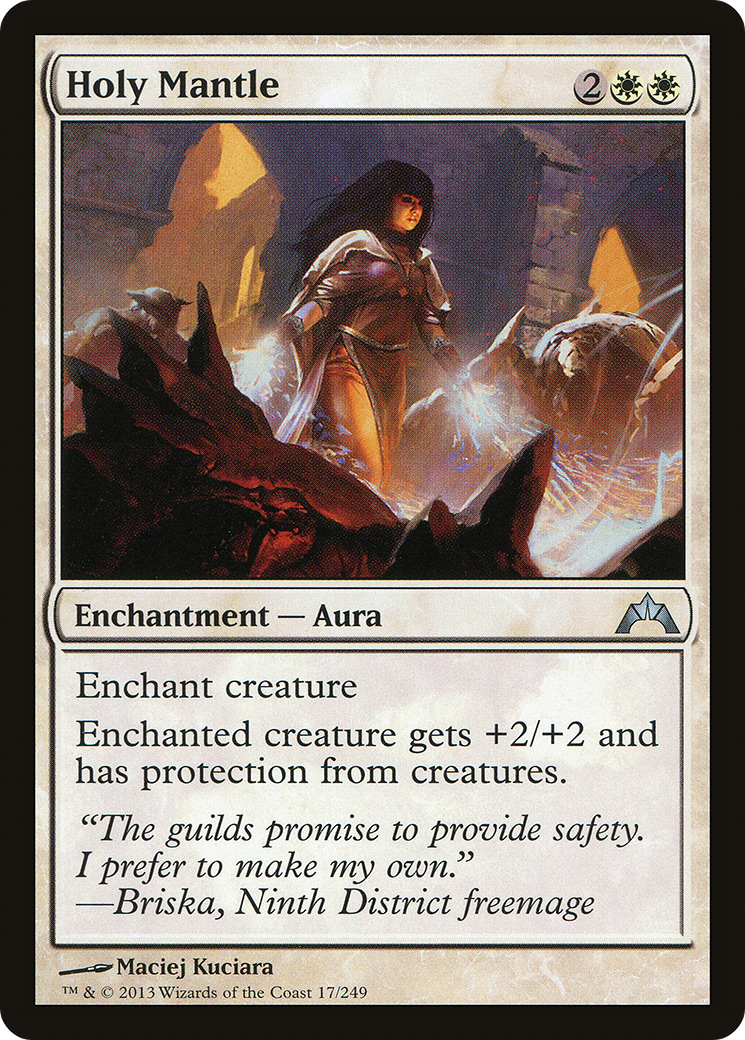 Holy Mantle 2
Enchantment — Aura
Enchant creature
Enchanted creature gets +2/+2 and
has protection from creatures.
“The guilds promise to provide safety.
I prefer to make my own.”
—Briska, Ninth District freemage
Maciej Kuciara
™ & © 2013 Wizards of the Coast 17/249